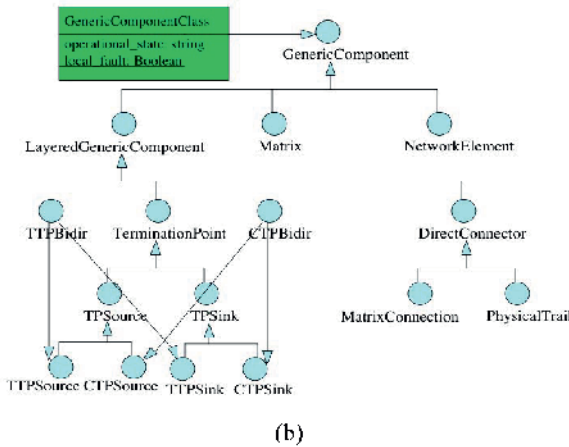 GenericComponentClass
operational_state: string
local_fault: Boolean
GenericComponent
LayeredGenericComponent
Matrix
NetworkElement
TTPBidir
TerminationPoint
CTPBidir
DirectConnector
TPSource
TPSink
MatrixConnection
PhysicalTrail
TTPSource
CTPSource
TTPSink
CTPSink
(b)